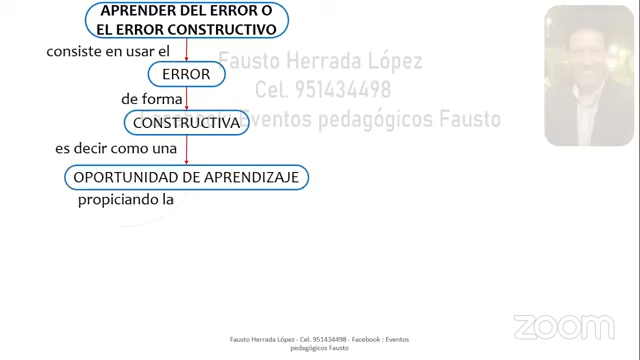 APRENDER DEL ERROR O
EL ERROR CONSTRUCTIVO
consiste en usar el
Fausto Herrada López
ERROR
Cel. 951434498
de forma
CONSTRUCTIVA
Eventos pedagógicos Fausto
es decir como una
OPORTUNIDAD DE APRENDIZAJE
propiciando la
zoom
Fausto Herrada López - Cel. 951434498 - Facebook : Eventos
pedagógicos Fausto